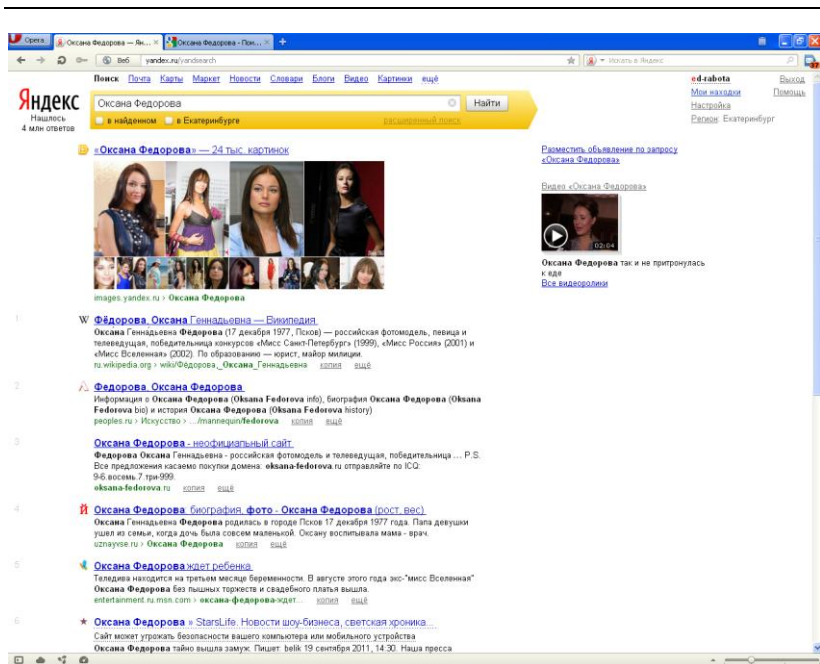 Opera
Оксана Федорова — Ян...
Оксана Федорова - Пои...
Веб yandex.ru/yandsearch
Искать в Яндекс
Поиск Почта Карты Маркет Новости Словари Блоги Видео Картинки ещё
ed-rabota Выход
Мои находки Помощь
Настройка
Регион: Екатеринбург
Яндекс
Нашлось
4 млн ответов
Оксана Федорова
Найти
в найденном в Екатеринбурге расширенный поиск
«Оксана Федорова» — 24 тыс. картинок
images.yandex.ru › Оксана Федорова
Разместить объявление по запросу
«Оксана Федорова»
Видео «Оксана Федорова»
02:04
Оксана Федорова так и не притронулась
к еде
Все видеоролики
1
W Фёдорова, Оксана Геннадьевна — Википедия
Оксана Геннадьевна Фёдорова (17 декабря 1977, Псков) — российская фотомодель, певица и
телеведущая, победительница конкурсов «Мисс Санкт-Петербург» (1999), «Мисс Россия» (2001) и
«Мисс Вселенная» (2002). По образованию — юрист, майор милиции.
ru.wikipedia.org › wiki/Фёдорова,_Оксана_Геннадьевна копия ещё
2
Федорова, Оксана Федорова
Информация о Оксана Федорова (Oksana Fedorova info), биография Оксана Федорова (Oksana
Fedorova bio) и история Оксана Федорова (Oksana Fedorova history)
peoples.ru › Искусство › .../mannequin/fedorova копия ещё
3
Оксана Федорова - неофициальный сайт
Федорова Оксана Геннадьевна - российская фотомодель и телеведущая, победительница ... P.S.
Все предложения касаемо покупки домена: oksana-fedorova.ru отправляйте по ICQ:
9-6.восемь.7.три-999.
oksana-fedorova.ru копия ещё
4
Й Оксана Федорова, биография, фото - Оксана Федорова (рост, вес)
Оксана Геннадьевна Федорова родилась в городе Псков 17 декабря 1977 года. Папа девушки
ушел из семьи, когда дочь была совсем маленькой. Оксану воспитывала мама - врач.
uznayvse.ru › Оксана Федорова копия ещё
5
Оксана Федорова ждет ребенка
Теледива находится на третьем месяце беременности. В августе этого года экс-"мисс Вселенная"
Оксана Федорова без пышных торжеств и свадебного платья вышла.
entertainment.ru.msn.com › оксана-федорова-ждет... копия ещё
6
Оксана Федорова » StarsLife. Новости шоу-бизнеса, светская хроника...
Сайт может угрожать безопасности вашего компьютера или мобильного устройства
Оксана Федорова тайно вышла замуж. Пишет: belik 19 сентября 2011, 14:30. Наша пресса